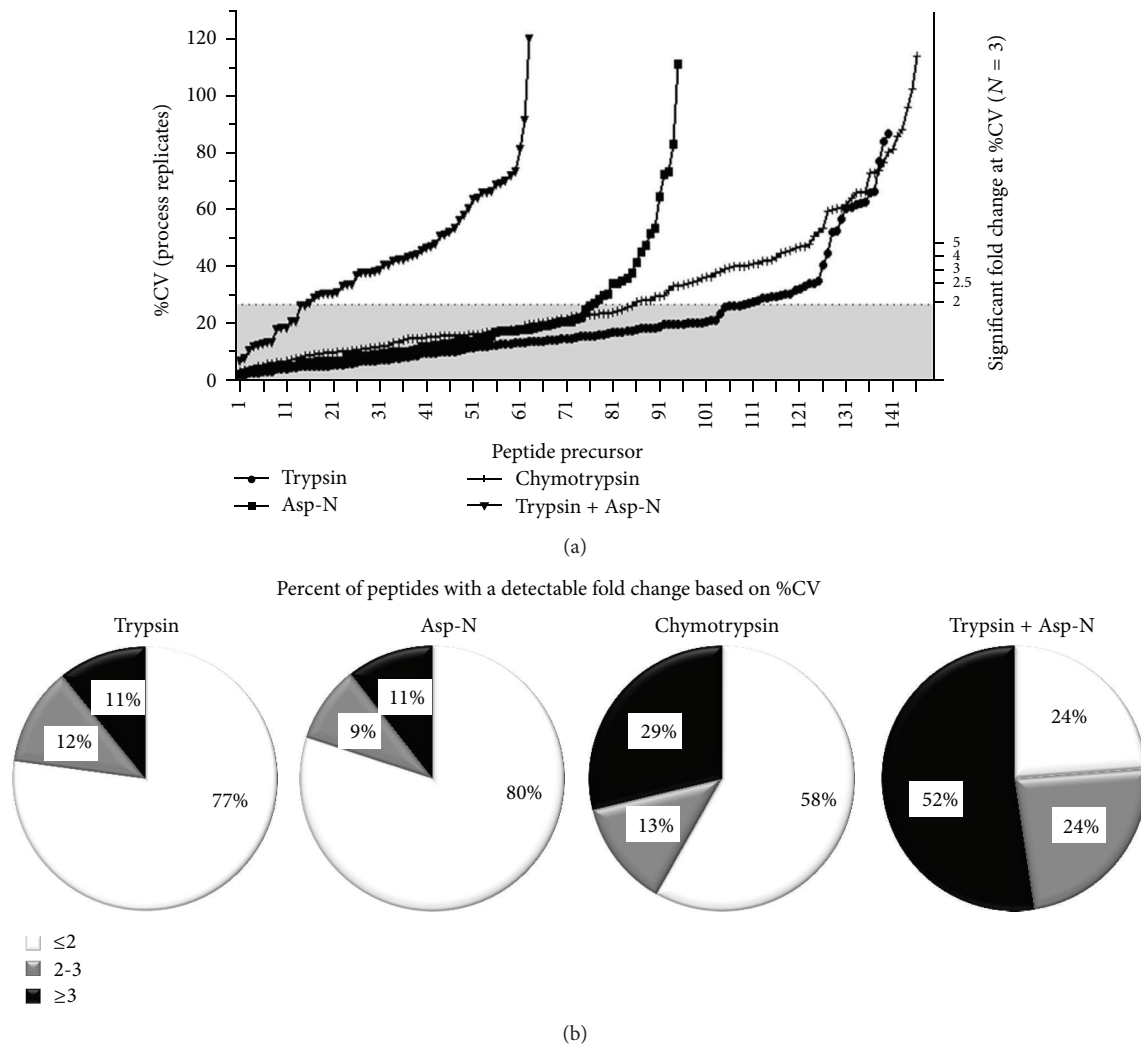 120
100
80
60
40
20
0
%CV (process replicates)
5
4
3
2.5
2
Significant fold change at %CV (N = 3)
1 11 21 31 41 51 61 71 81 91 101 111 121 131 141
Peptide precursor
Trypsin
Chymotrypsin
Asp-N
Trypsin + Asp-N
(a)
Percent of peptides with a detectable fold change based on %CV
Trypsin Asp-N Chymotrypsin Trypsin + Asp-N
11%
12%
77%
11%
9%
80%
29%
13%
58%
24%
52%
24%
≤2
2-3
≥3
(b)